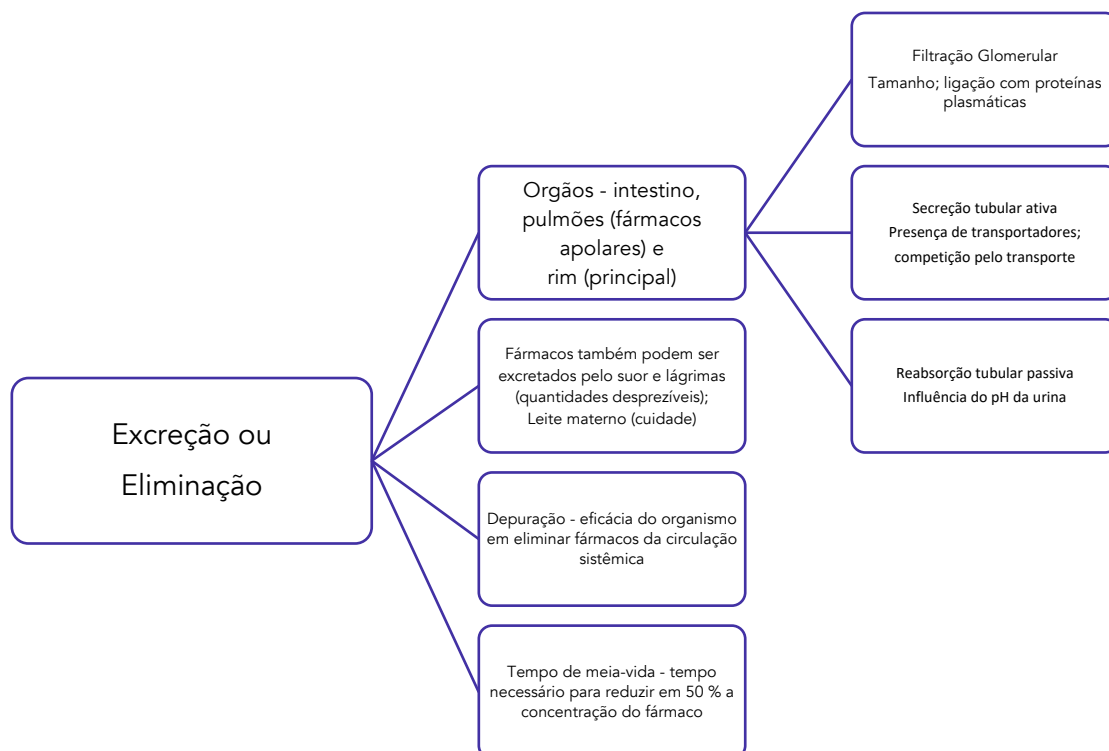 Excreção ou
Eliminação
Orgãos - intestino,
pulmões (fármacos
apolares) e
rim (principal)
Filtração Glomerular
Tamanho; ligação com proteínas
plasmáticas
Secreção tubular ativa
Presença de transportadores;
competição pelo transporte
Reabsorção tubular passiva
Influência do pH da urina
Fármacos também podem ser
excretados pelo suor e lágrimas
(quantidades desprezíveis);
Leite materno (cuidade)
Depuração - eficácia do organismo
em eliminar fármacos da circulação
sistêmica
Tempo de meia-vida - tempo
necessário para reduzir em 50 % a
concentração do fármaco